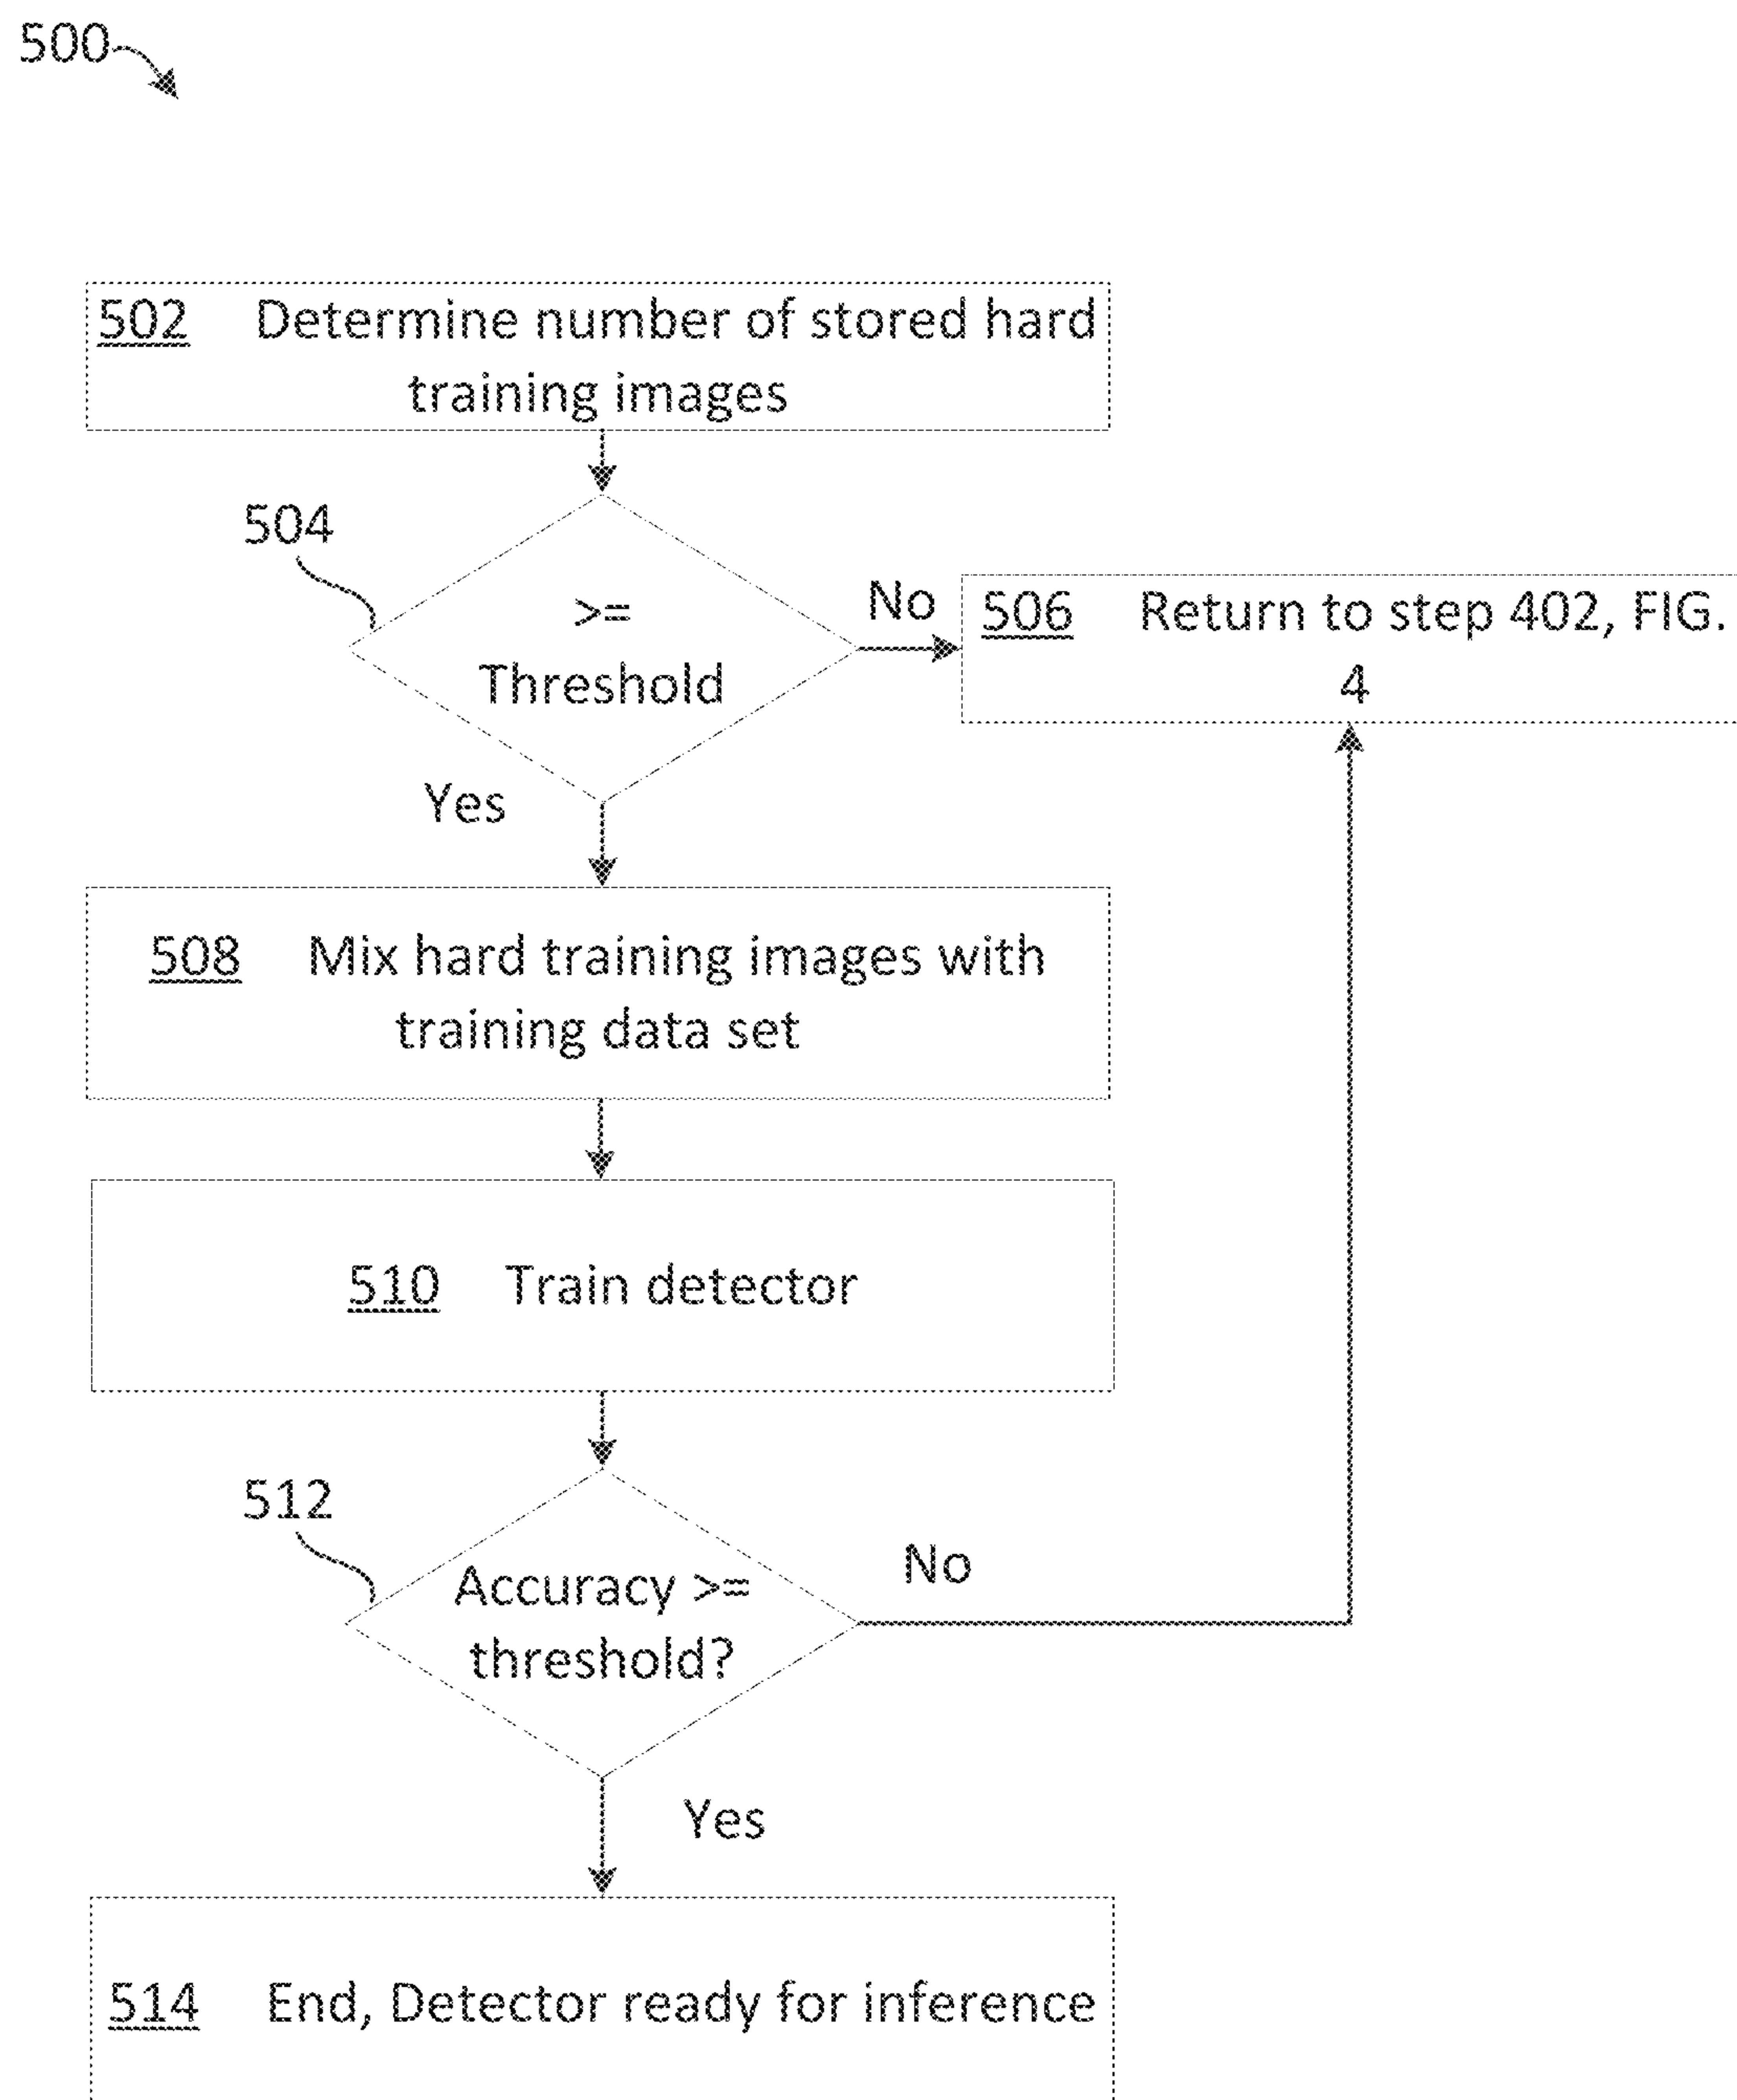 500
502 Determine number of stored hard
training images
504
>=
Threshold
No
506 Return to step 402, FIG.
4
Yes
508 Mix hard training images with
training data set
510 Train detector
512
Accuracy >=
threshold?
No
Yes
514 End, Detector ready for inference